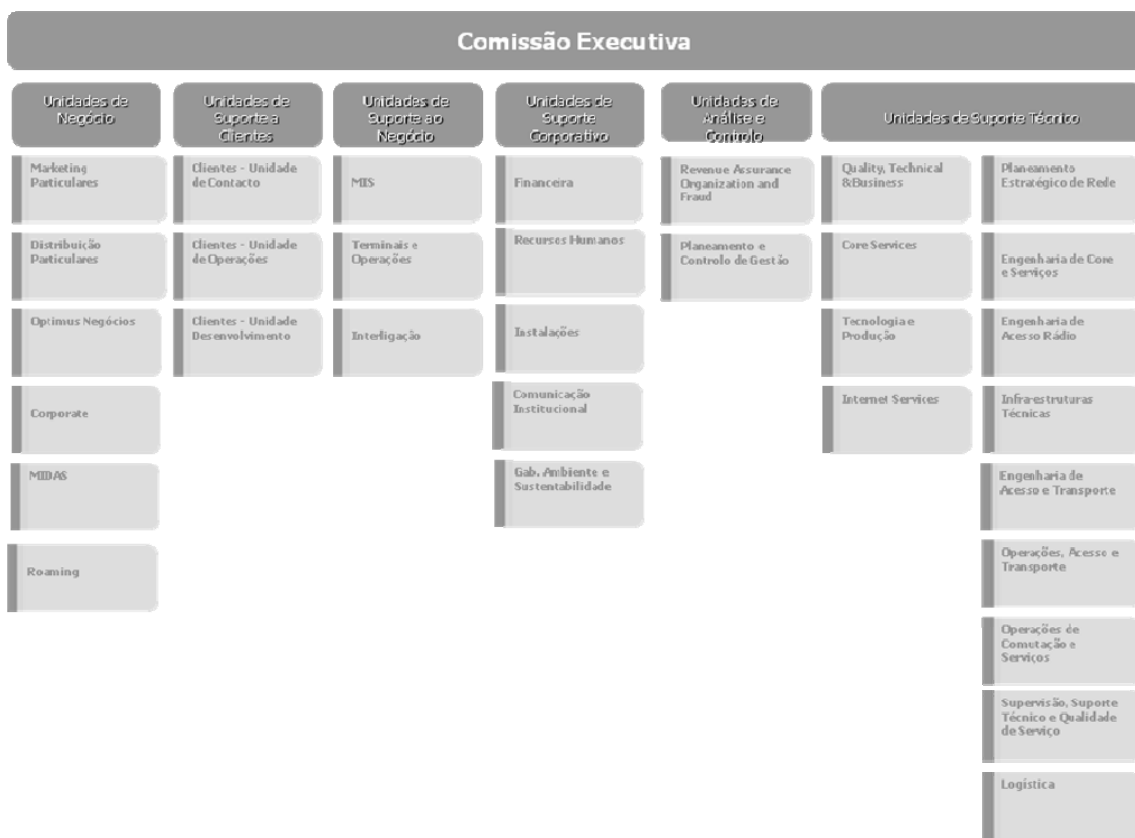 Comissão Executiva
Unidades de
Negócio
Unidades de
Suporte a
Clientes
Unidades de
Suporte ao
Negócio
Unidades de
Suporte
Corporativo
Unidades de
Análise e
Controlo
Unidades de Suporte Técnico
Marketing
Particulares
Distribuição
Particulares
Optimus Negócios
Corporate
MIDAS
Roaming
Clientes - Unidade
de Contacto
Clientes - Unidade
de Operações
Clientes - Unidade
Desenvolvimento
MIS
Terminais e
Operações
Interligação
Financeira
Recursos Humanos
Instalações
Comunicação
Institucional
Gab. Ambiente e
Sustentabilidade
Revenue Assurance
Organization and
Fraud
Planeamento e
Controlo de Gestão
Quality, Technical
&Business
Core Services
Tecnologia e
Produção
Internet Services
Planeamento
Estratégico de Rede
Engenharia de Core
e Serviços
Engenharia de
Acesso Rádio
Infra-estruturas
Técnicas
Engenharia de
Acesso e Transporte
Operações, Acesso e
Transporte
Operações de
Comutação e
Serviços
Supervisão, Suporte
Técnico e Qualidade
de Serviço
Logística